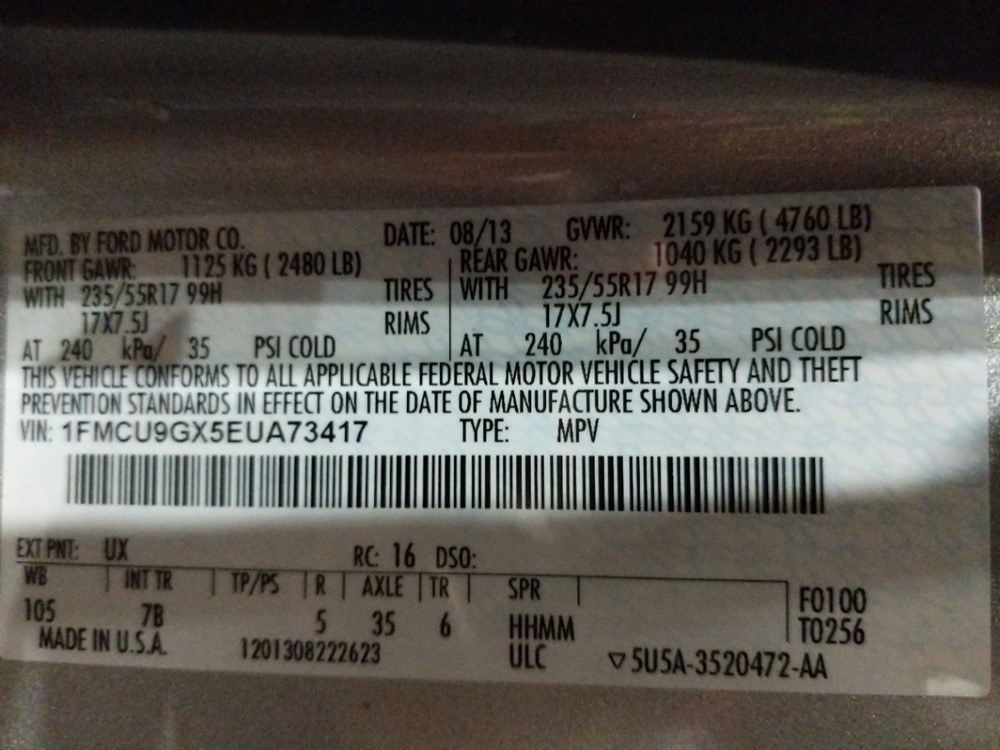 MFD. BY FORD MOTOR CO. DATE: 08/13 GVWR: 2159 KG ( 4760 LB)
FRONT GAWR: 1125 KG ( 2480 LB) REAR GAWR: 1040 KG ( 2293 LB)
WITH 235/55R17 99H TIRES WITH 235/55R17 99H TIRES
17X7.5J RIMS 17X7.5J RIMS
AT 240 kPa/ 35 PSI COLD AT 240 kPa/ 35 PSI COLD
THIS VEHICLE CONFORMS TO ALL APPLICABLE FEDERAL MOTOR VEHICLE SAFETY AND THEFT
PREVENTION STANDARDS IN EFFECT ON THE DATE OF MANUFACTURE SHOWN ABOVE.
VIN: 1FMCU9GX5EUA73417 TYPE: MPV
EXT PNT: UX RC: 16 DSO:
WB INT TR TP/PS R AXLE TR SPR
105 7B 5 35 6 HHMM F0100
T0256
MADE IN U.S.A. 1201308222623 ULC ▽5U5A-3520472-AA